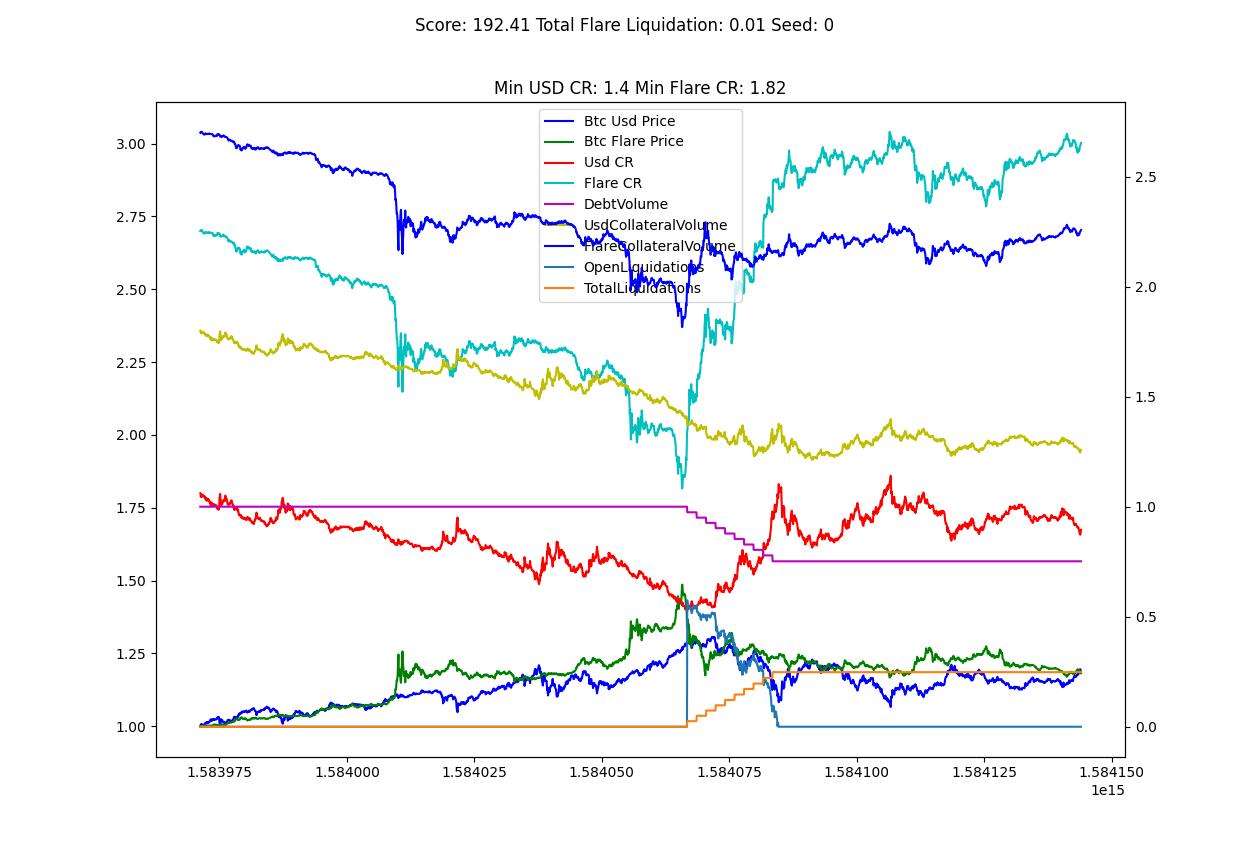 Score: 192.41 Total Flare Liquidation: 0.01 Seed: 0
Min USD CR: 1.4 Min Flare CR: 1.82
Btc Usd Price
Btc Flare Price
Usd CR
Flare CR
DebtVolume
UsdCollateralVolume
FlareCollateralVolume
OpenLiquidations
TotalLiquidations
3.00
2.75
2.50
2.25
2.00
1.75
1.50
1.25
1.00
2.5
2.0
1.5
1.0
0.5
0.0
1.583975 1.584000 1.584025 1.584050 1.584075 1.584100 1.584125 1.584150
1e15